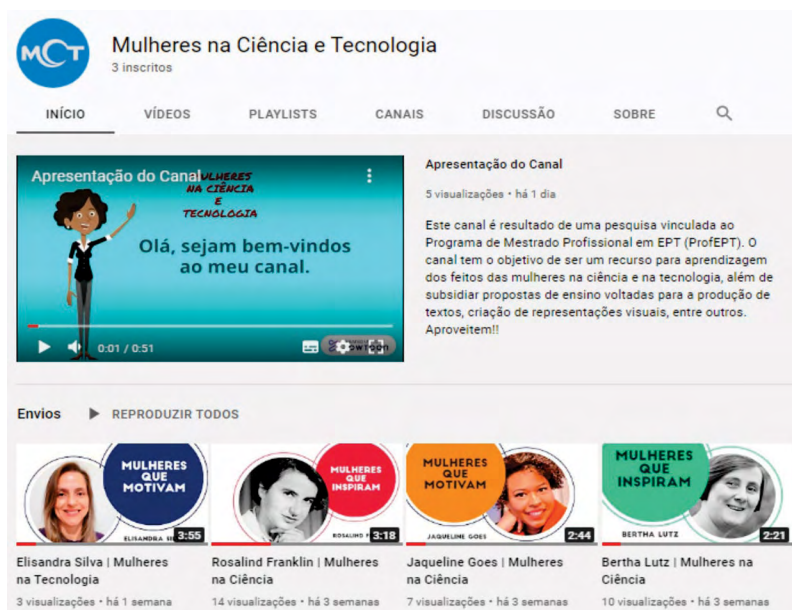 MCT
Mulheres na Ciência e Tecnologia
3 inscritos
INÍCIO VÍDEOS PLAYLISTS CANAIS DISCUSSÃO SOBRE
Apresentação do Canal
MULHERES
NA CIÊNCIA
E
TECNOLOGIA
Olá, sejam bem-vindos
ao meu canal.
0:01 / 0:51
Apresentação do Canal
5 visualizações • há 1 dia
Este canal é resultado de uma pesquisa vinculada ao
Programa de Mestrado Profissional em EPT (ProfEPT). O
canal tem o objetivo de ser um recurso para aprendizagem
dos feitos das mulheres na ciência e na tecnologia, além de
subsidiar propostas de ensino voltadas para a produção de
textos, criação de representações visuais, entre outros.
Aproveitem!!
Envios REPRODUZIR TODOS
MULHERES
QUE
MOTIVAM
ELISANDRA
3:55
Elisandra Silva | Mulheres
na Tecnologia
3 visualizações • há 1 semana
MULHERES
QUE
INSPIRAM
ROSALIND
3:18
Rosalind Franklin | Mulheres
na Ciência
14 visualizações • há 3 semanas
MULHERES
QUE
MOTIVAM
JAQUELINE GOES
2:44
Jaqueline Goes | Mulheres
na Ciência
7 visualizações • há 3 semanas
MULHERES
QUE
INSPIRAM
BERTHA LUTZ
2:21
Bertha Lutz | Mulheres na
Ciência
10 visualizações • há 3 semanas